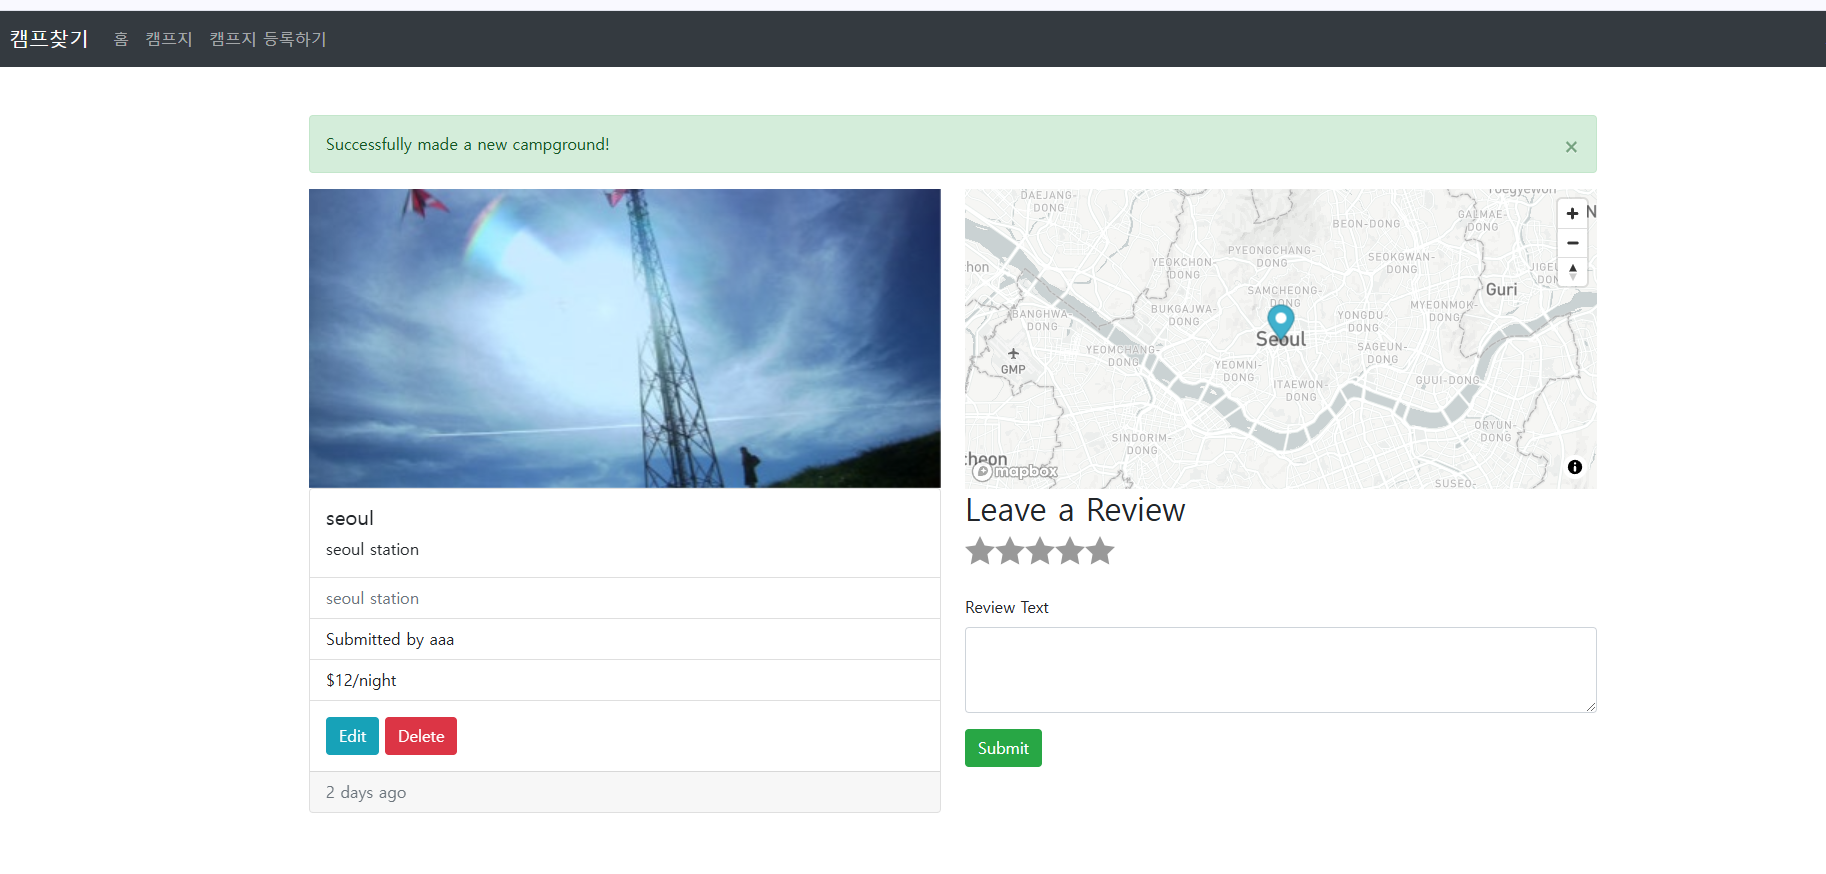 캠프찾기 홈 캠프지 캠프지 등록하기
Successfully made a new campground! ×
seoul
seoul station
seoul station
Submitted by aaa
$12/night
Edit Delete
2 days ago
DAEJANG-
DONG
BEON-DONG
GALMAE-
DONG
PYEONGCHANG-
DONG
SEOKGWAN-
DONG
YEOKCHON-
DONG
Guri
SAMCHEONG-
DONG
MYEONMOK-
DONG
BUKGAJWA-
DONG
BANGHWA-
DONG
YONGDU-
DONG
Seoul
YEOMCHANG-
DONG
SAGEUN-
DONG
GMP
YEOMNI-
DONG
ITAEWON-
DONG
GUUI-DONG
SINDORIM-
DONG
ORYUN-
DONG
cheon
mapbox
SUSEO-
Leave a Review
Review Text
Submit